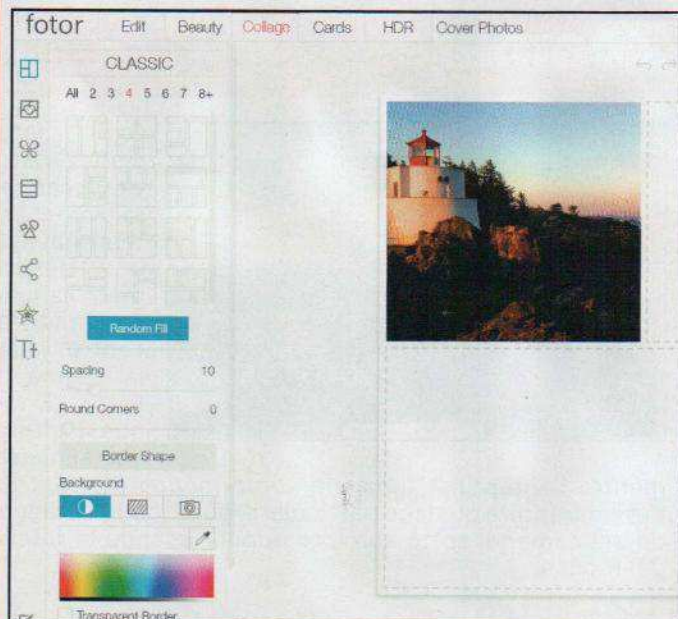 fotor Edit Beauty Collage Cards HDR Cover Photos
CLASSIC
All 2 3 4 5 6 7 8+
Random Fill
Tt
Spacing 10
Round Corners 0
Border Shape
Background
Transparent Border